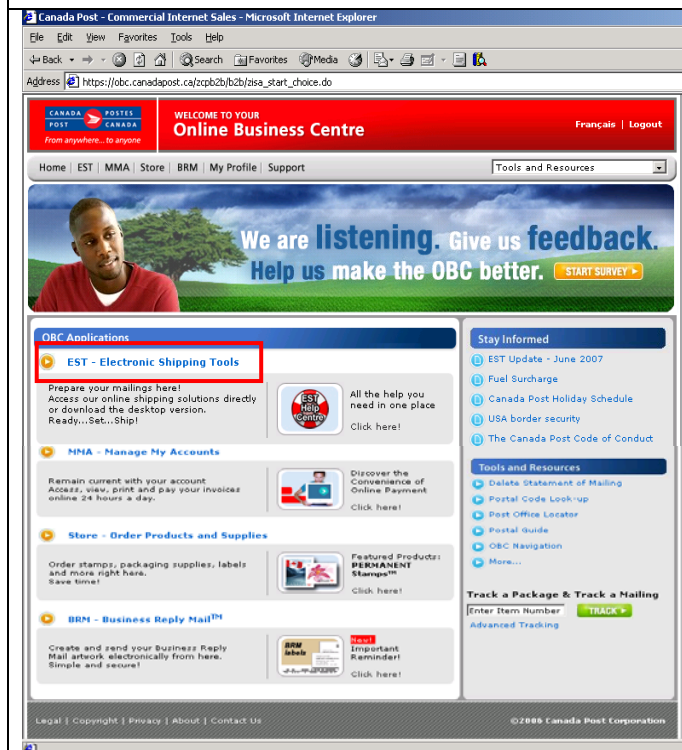 Canada Post - Commercial Internet Sales - Microsoft Internet Explorer
File Edit View Favorites Tools Help
Back Search Favorites Media
Address https://obc.canadapost.ca/zcpb2b/b2b/zisa_start_choice.do
CANADA POSTES
POST CANADA
From anywhere... to anyone
WELCOME TO YOUR
Online Business Centre
Français | Logout
Home | EST | MMA | Store | BRM | My Profile | Support
Tools and Resources
We are listening. Give us feedback.
Help us make the OBC better. START SURVEY
OBC Applications
EST - Electronic Shipping Tools
Prepare your mailings here!
Access our online shipping solutions directly
or download the desktop version.
Ready...Set...Ship!
EST
Help
Centre
All the help you
need in one place
Click here!
MMA - Manage My Accounts
Remain current with your account
Access, view, print and pay your invoices
online 24 hours a day.
Discover the
Convenience of
Online Payment
Click here!
Store - Order Products and Supplies
Order stamps, packaging supplies, labels
and more right here.
Save time!
Featured Products:
PERMANENT
Stamps™
Click here!
BRM - Business Reply Mail™
Create and send your Business Reply
Mail artwork electronically from here.
Simple and secure!
BRM
labels
New!
Important
Reminder!
Click here!
Stay Informed
EST Update - June 2007
Fuel Surcharge
Canada Post Holiday Schedule
USA border security
The Canada Post Code of Conduct
Tools and Resources
Delete Statement of Mailing
Postal Code Look-up
Post Office Locator
Postal Guide
OBC Navigation
More...
Track a Package & Track a Mailing
Enter Item Number TRACK
Advanced Tracking
Legal | Copyright | Privacy | About | Contact Us
©2006 Canada Post Corporation